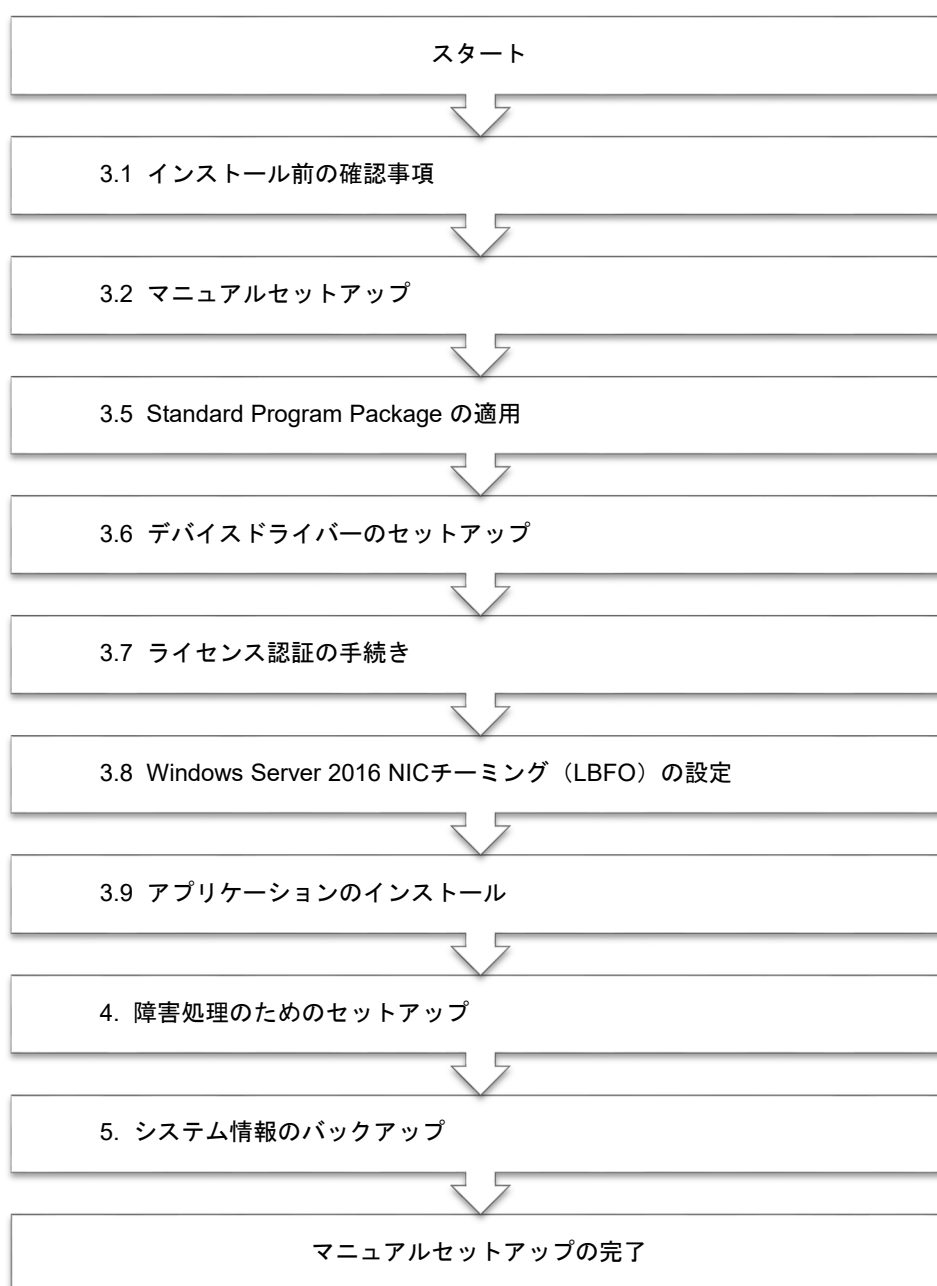 スタート
3.1 インストール前の確認事項
3.2 マニュアルセットアップ
3.5 Standard Program Package の適用
3.6 デバイスドライバーのセットアップ
3.7 ライセンス認証の手続き
3.8 Windows Server 2016 NICチーミング（LBFO）の設定
3.9 アプリケーションのインストール
4. 障害処理のためのセットアップ
5. システム情報のバックアップ
マニュアルセットアップの完了